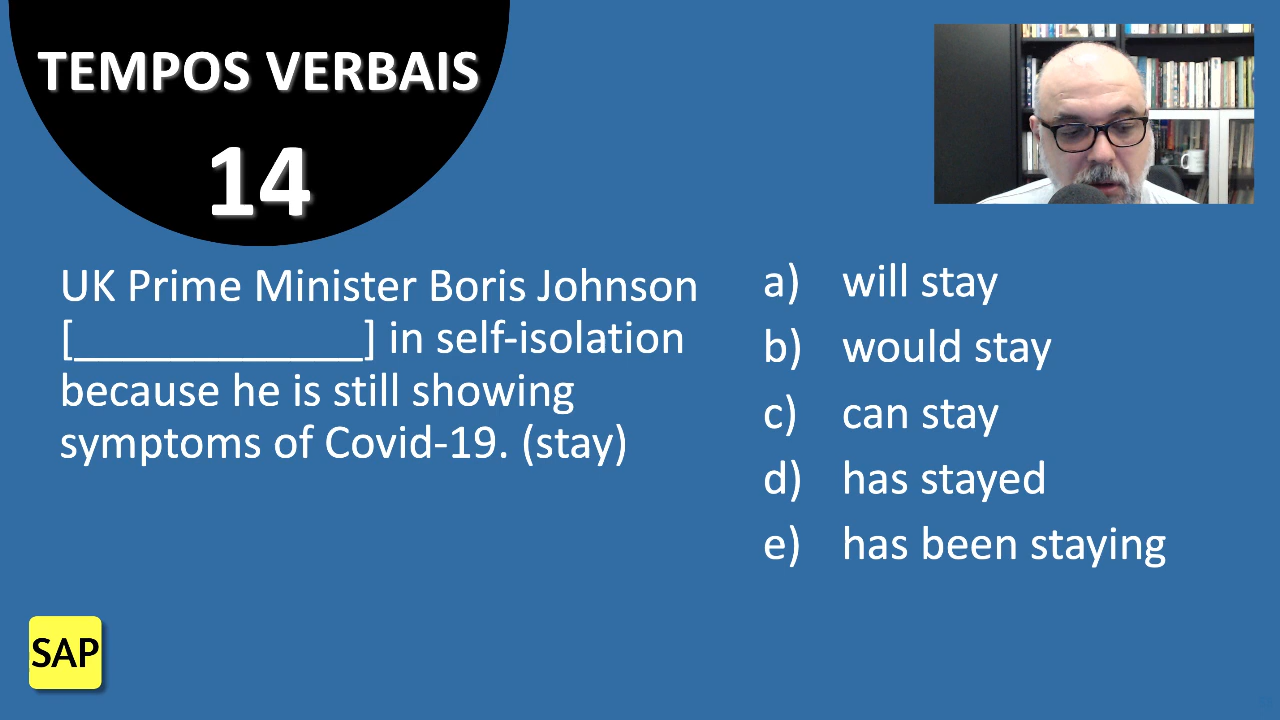 TEMPOS VERBAIS
14
UK Prime Minister Boris Johnson
[_____________] in self-isolation
because he is still showing
symptoms of Covid-19. (stay)
a) will stay
b) would stay
c) can stay
d) has stayed
e) has been staying
SAP